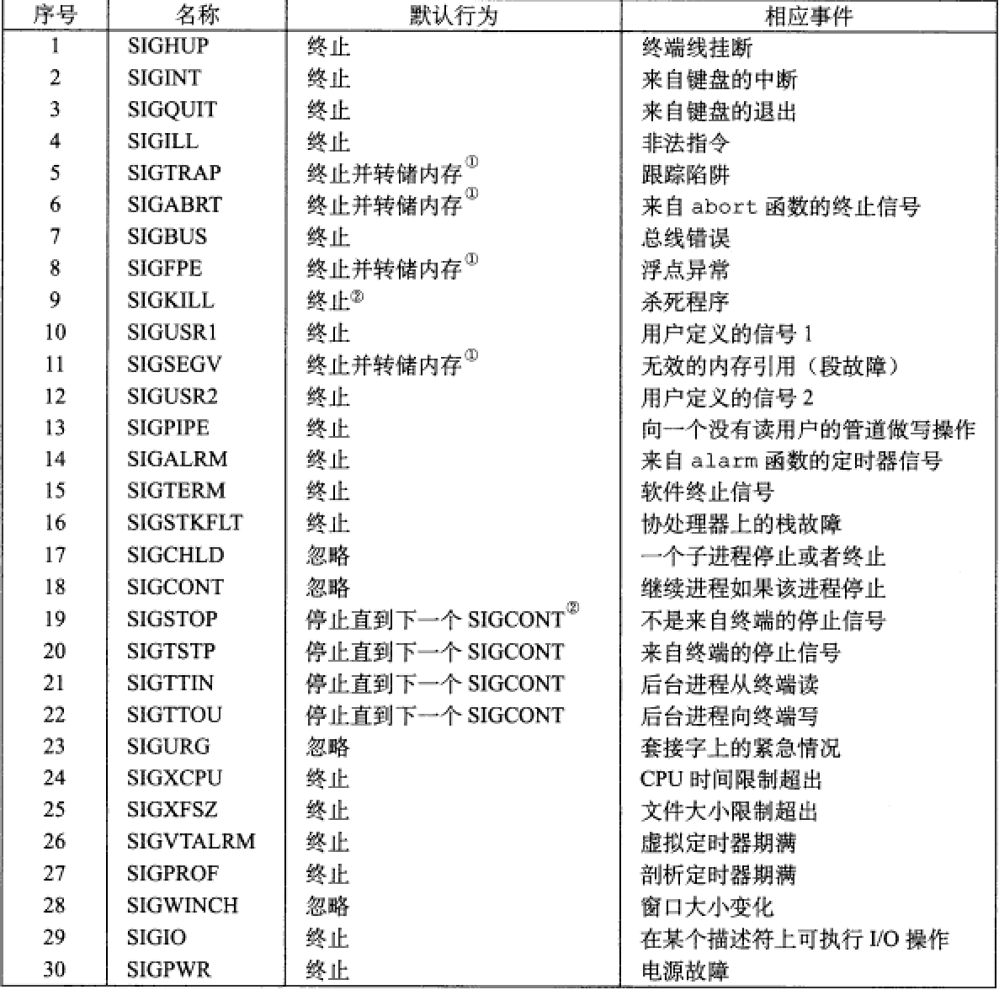 序号 名称 默认行为 相应事件
1 SIGHUP 终止 终端线挂断
2 SIGINT 终止 来自键盘的中断
3 SIGQUIT 终止 来自键盘的退出
4 SIGILL 终止 非法指令
5 SIGTRAP 终止并转储内存① 跟踪陷阱
6 SIGABRT 终止并转储内存① 来自 abort 函数的终止信号
7 SIGBUS 终止 总线错误
8 SIGFPE 终止并转储内存① 浮点异常
9 SIGKILL 终止② 杀死程序
10 SIGUSR1 终止 用户定义的信号 1
11 SIGSEGV 终止并转储内存① 无效的内存引用（段故障）
12 SIGUSR2 终止 用户定义的信号 2
13 SIGPIPE 终止 向一个没有读用户的管道做写操作
14 SIGALRM 终止 来自 alarm 函数的定时器信号
15 SIGTERM 终止 软件终止信号
16 SIGSTKFLT 终止 协处理器上的栈故障
17 SIGCHLD 忽略 一个子进程停止或者终止
18 SIGCONT 忽略 继续进程如果该进程停止
19 SIGSTOP 停止直到下一个 SIGCONT② 不是来自终端的停止信号
20 SIGTSTP 停止直到下一个 SIGCONT 来自终端的停止信号
21 SIGTTIN 停止直到下一个 SIGCONT 后台进程从终端读
22 SIGTTOU 停止直到下一个 SIGCONT 后台进程向终端写
23 SIGURG 忽略 套接字上的紧急情况
24 SIGXCPU 终止 CPU 时间限制超出
25 SIGXFSZ 终止 文件大小限制超出
26 SIGVTALRM 终止 虚拟定时器期满
27 SIGPROF 终止 剖析定时器期满
28 SIGWINCH 忽略 窗口大小变化
29 SIGIO 终止 在某个描述符上可执行 I/O 操作
30 SIGPWR 终止 电源故障